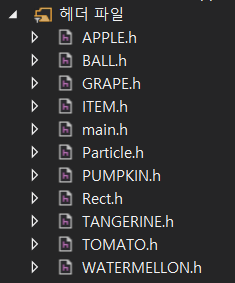 헤더 파일
APPLE.h
BALL.h
GRAPE.h
ITEM.h
main.h
Particle.h
PUMPKIN.h
Rect.h
TANGERINE.h
TOMATO.h
WATERMELLON.h